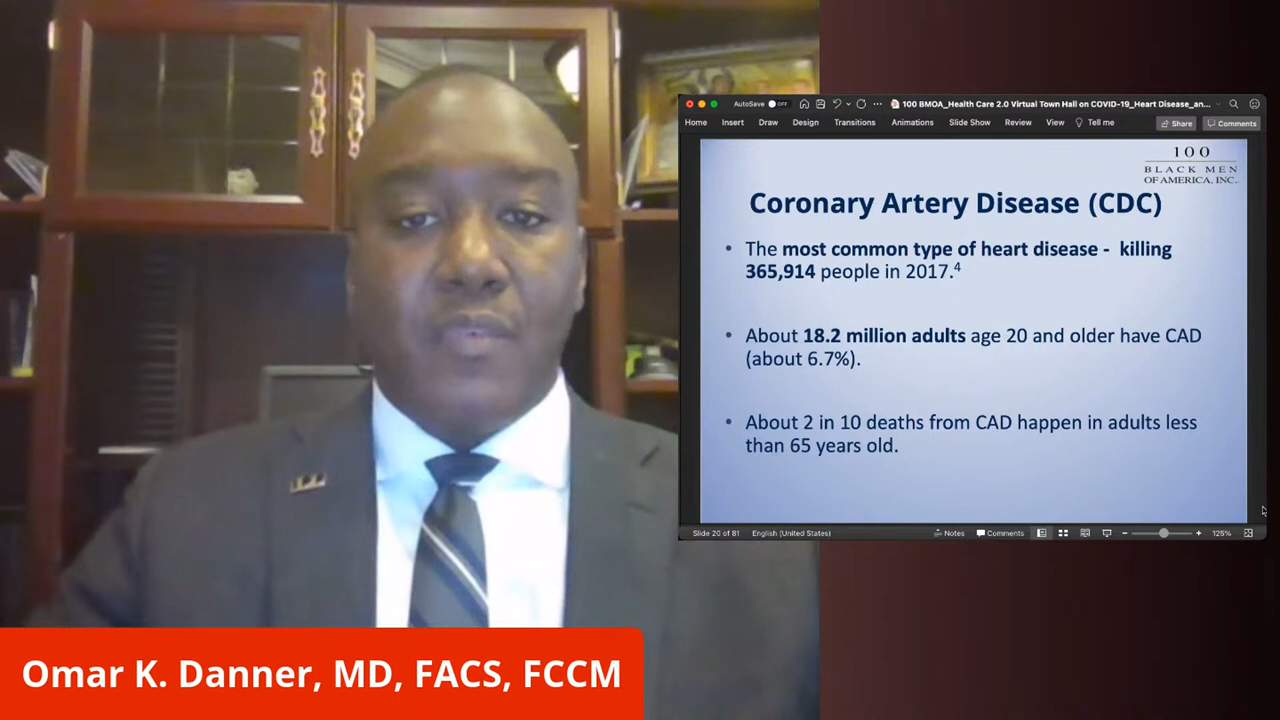 AutoSave OFF
100 BMOA_Health Care 2.0 Virtual Town Hall on COVID-19_Heart Disease_an...
Home Insert Draw Design Transitions Animations Slide Show Review View Tell me Share Comments
100
BLACK MEN
OF AMERICA, INC.
Coronary Artery Disease (CDC)
• The most common type of heart disease - killing
365,914 people in 2017.⁴
• About 18.2 million adults age 20 and older have CAD
(about 6.7%).
• About 2 in 10 deaths from CAD happen in adults less
than 65 years old.
Slide 20 of 81 English (United States) Notes Comments 125%
Omar K. Danner, MD, FACS, FCCM